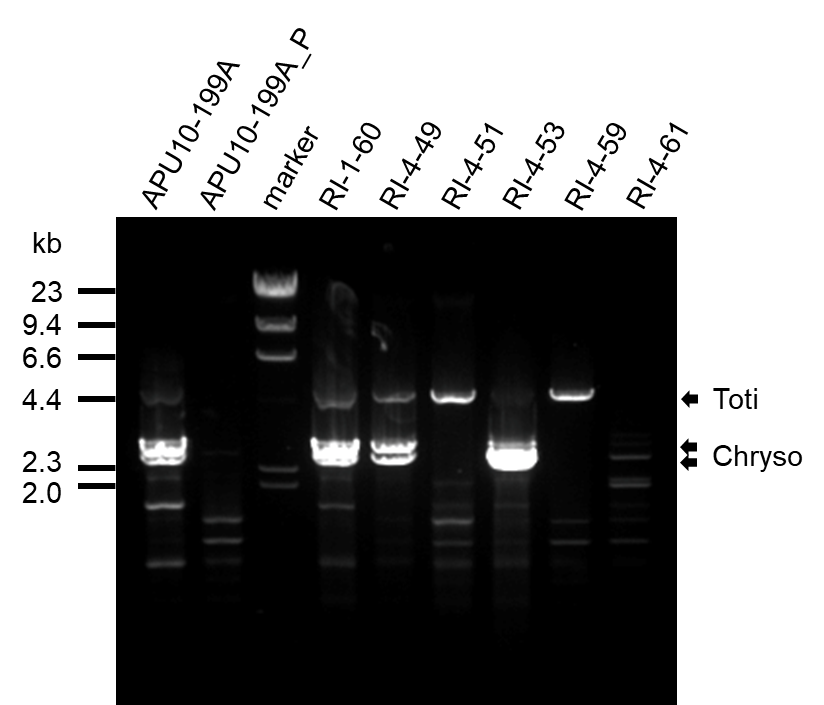 APU10-199A
APU10-199A_P
marker
RI-1-60
RI-4-49
RI-4-51
RI-4-53
RI-4-59
RI-4-61
kb
23
9.4
6.6
4.4
2.3
2.0
Toti
Chryso